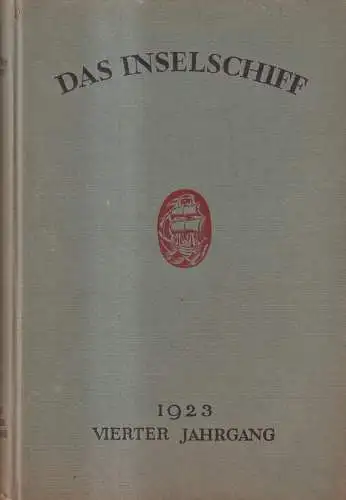 DAS INSELSCHIFF
1923
VIERTER JAHRGANG